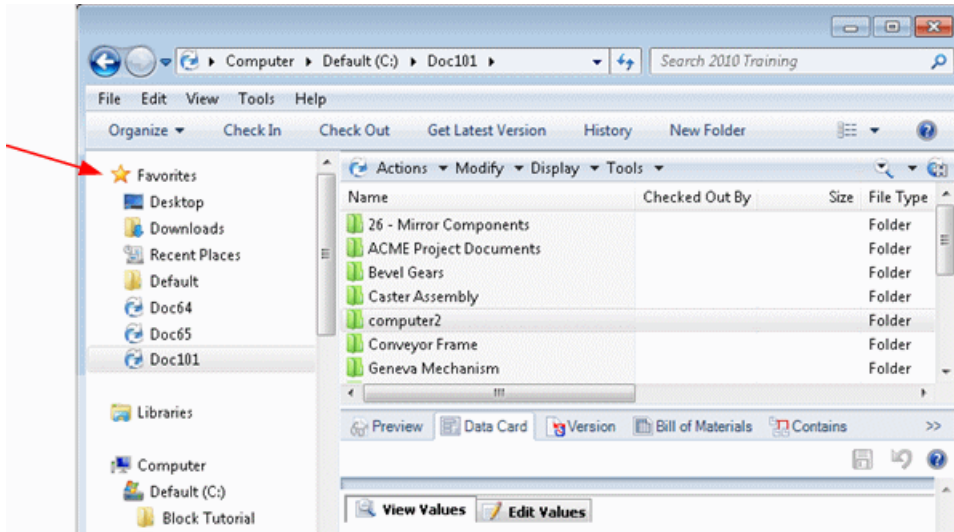 Computer Default (C:) Doc101 Search 2010 Training
File Edit View Tools Help
Organize Check In Check Out Get Latest Version History New Folder
Favorites
Desktop
Downloads
Recent Places
Default
Doc64
Doc65
Doc101
Libraries
Computer
Default (C:)
Block Tutorial
Actions Modify Display Tools
Name Checked Out By Size File Type
26 - Mirror Components Folder
ACME Project Documents Folder
Bevel Gears Folder
Caster Assembly Folder
computer2 Folder
Conveyor Frame Folder
Geneva Mechanism Folder
Preview Data Card Version Bill of Materials Contains >>
View Values Edit Values